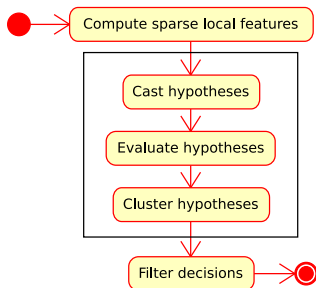 Compute sparse local features
Cast hypotheses
Evaluate hypotheses
Cluster hypotheses
Filter decisions